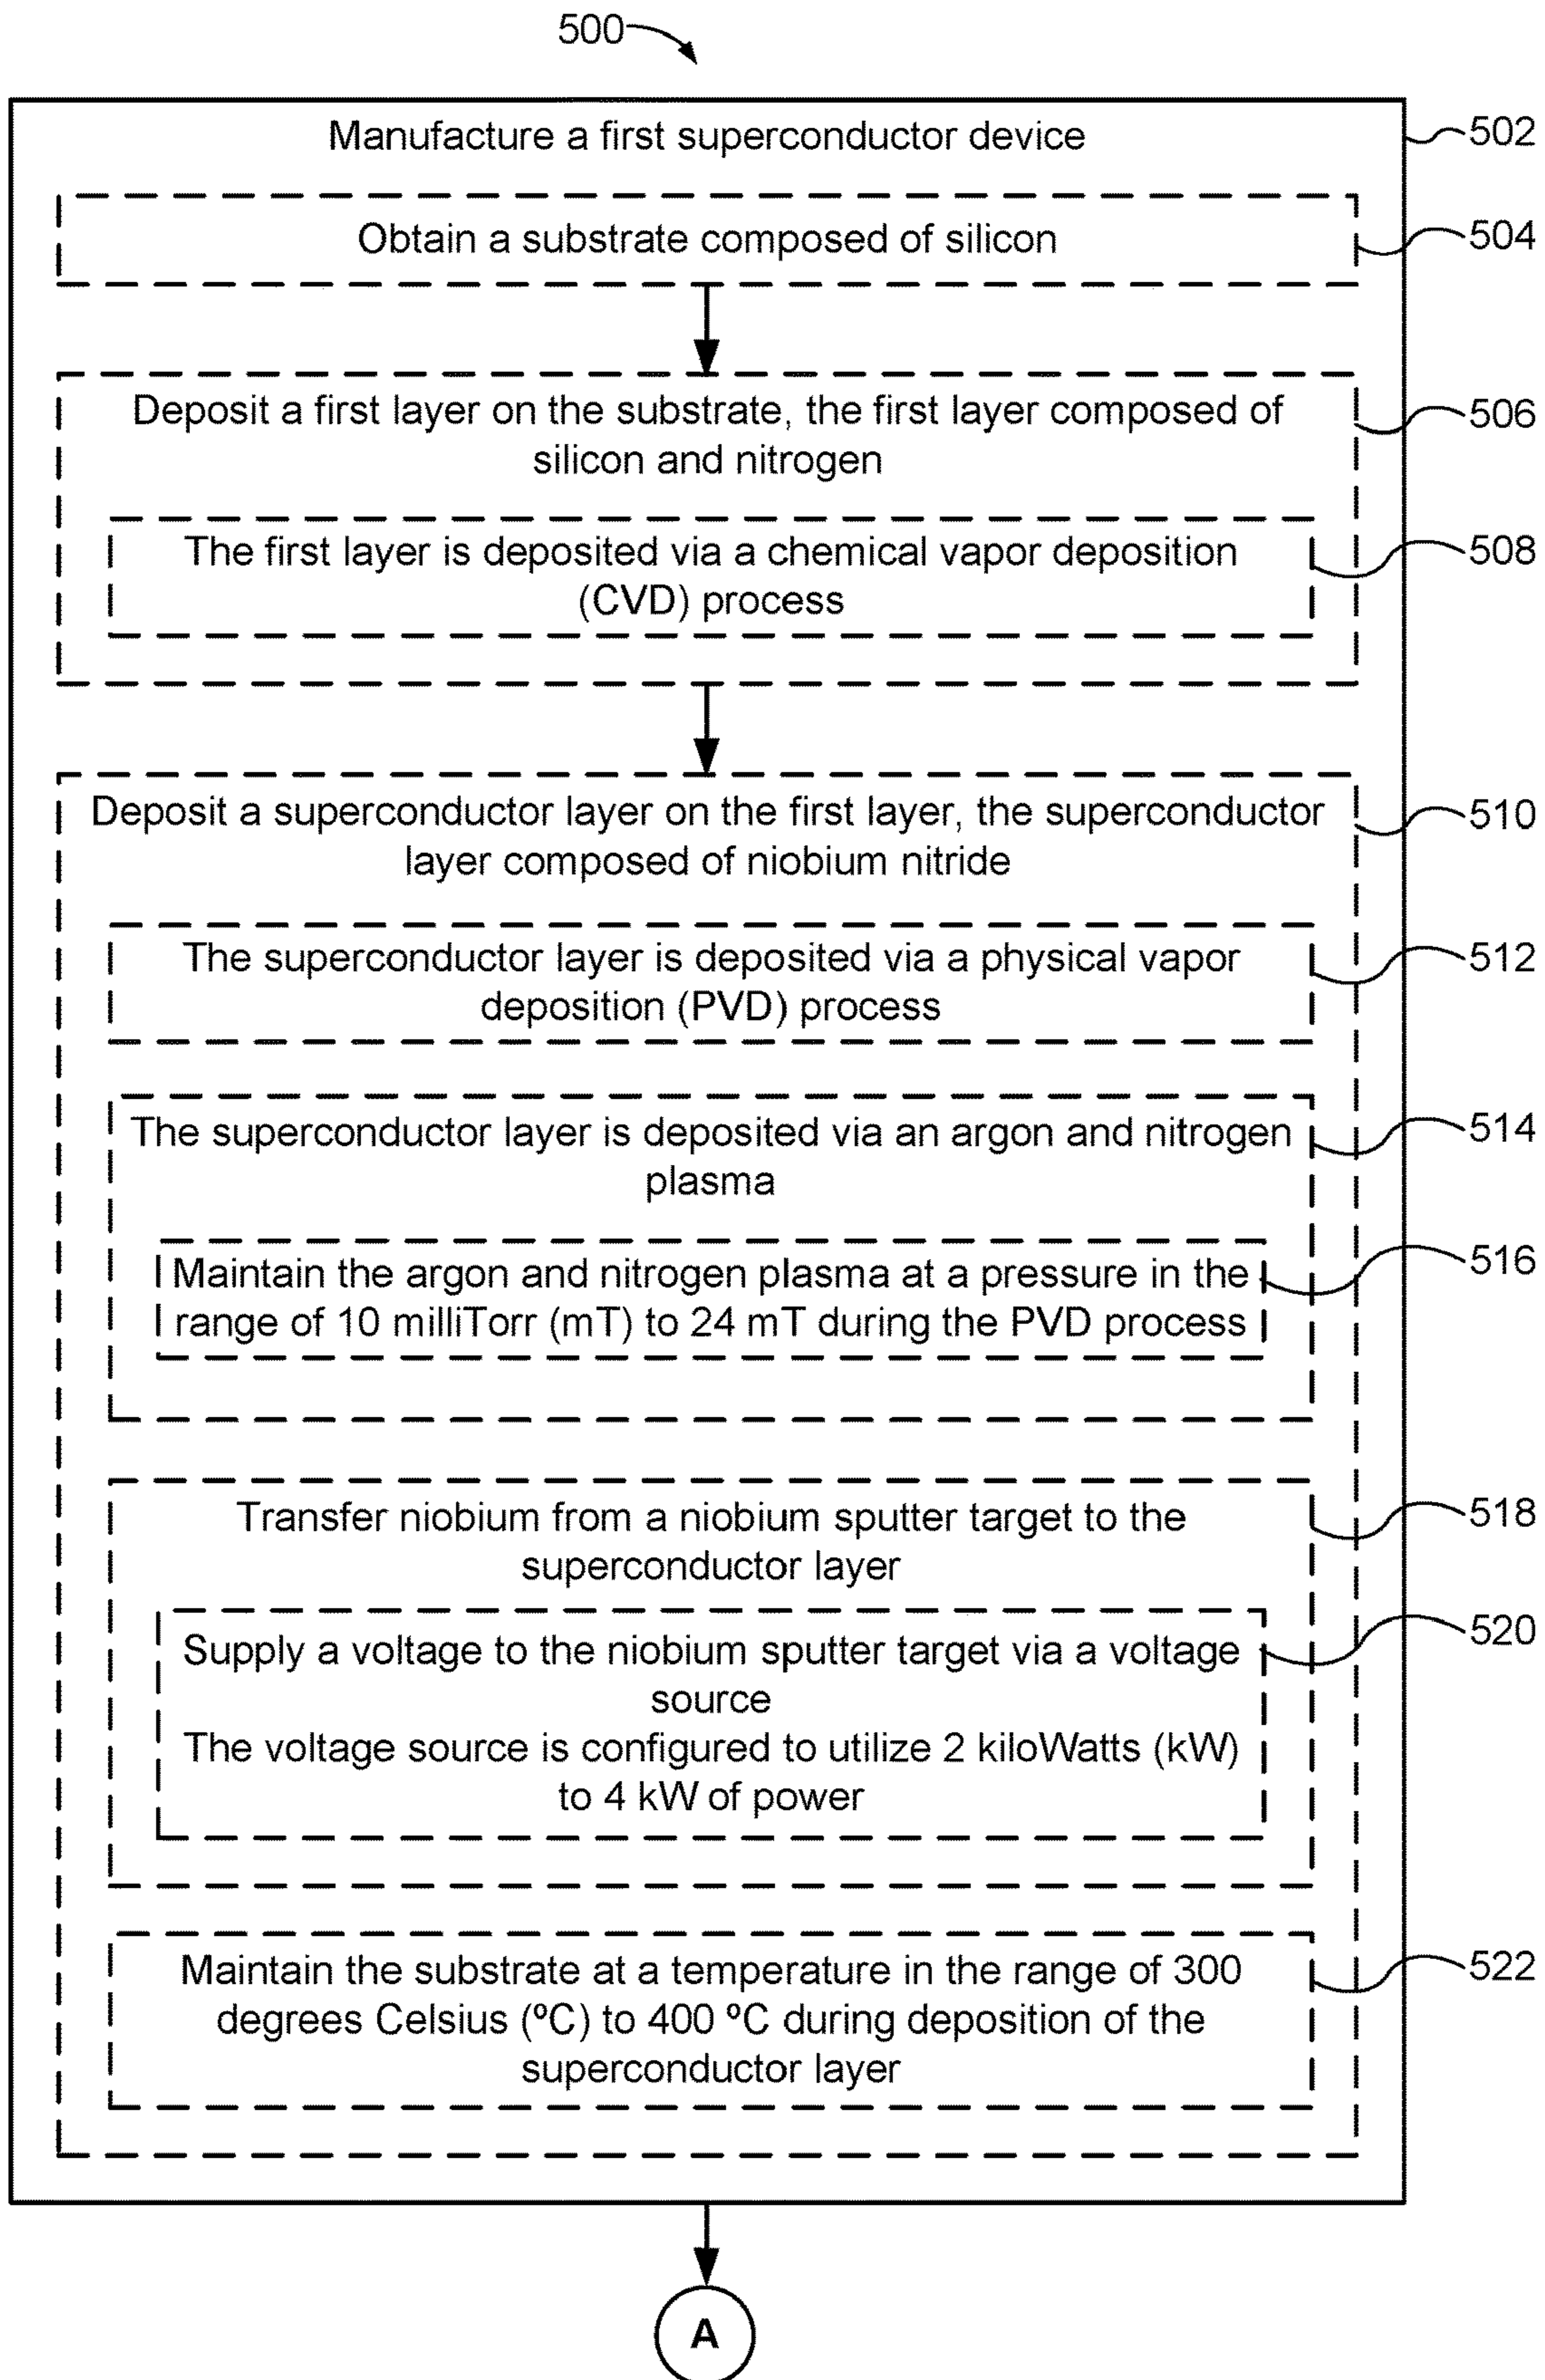 500
Manufacture a first superconductor device
502
Obtain a substrate composed of silicon
504
Deposit a first layer on the substrate, the first layer composed of
silicon and nitrogen
506
The first layer is deposited via a chemical vapor deposition
(CVD) process
508
Deposit a superconductor layer on the first layer, the superconductor
layer composed of niobium nitride
510
The superconductor layer is deposited via a physical vapor
deposition (PVD) process
512
The superconductor layer is deposited via an argon and nitrogen
plasma
514
Maintain the argon and nitrogen plasma at a pressure in the
range of 10 milliTorr (mT) to 24 mT during the PVD process
516
Transfer niobium from a niobium sputter target to the
superconductor layer
518
Supply a voltage to the niobium sputter target via a voltage
source
The voltage source is configured to utilize 2 kiloWatts (kW)
to 4 kW of power
520
Maintain the substrate at a temperature in the range of 300
degrees Celsius (ºC) to 400 ºC during deposition of the
superconductor layer
522
A